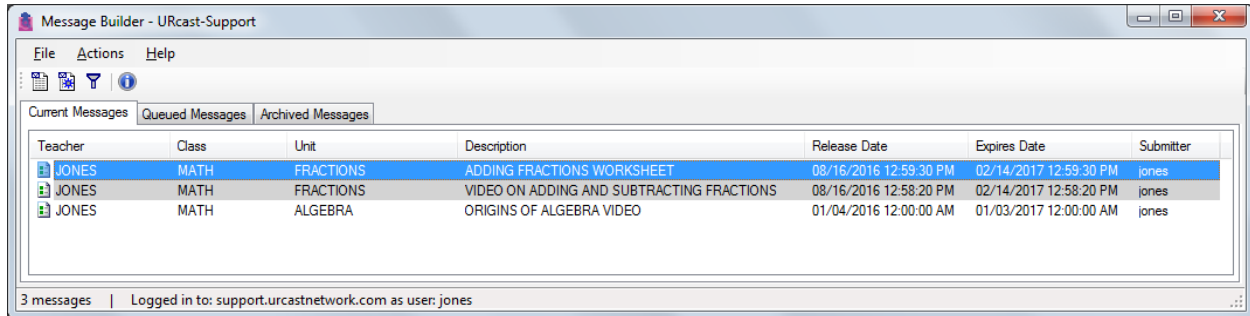 Message Builder - URcast-Support
File Actions Help
Current Messages Queued Messages Archived Messages
Teacher Class Unit Description Release Date Expires Date Submitter
JONES MATH FRACTIONS ADDING FRACTIONS WORKSHEET 08/16/2016 12:59:30 PM 02/14/2017 12:59:30 PM jones
JONES MATH FRACTIONS VIDEO ON ADDING AND SUBTRACTING FRACTIONS 08/16/2016 12:58:20 PM 02/14/2017 12:58:20 PM jones
JONES MATH ALGEBRA ORIGINS OF ALGEBRA VIDEO 01/04/2016 12:00:00 AM 01/03/2017 12:00:00 AM jones
3 messages | Logged in to: support.urcastnetwork.com as user: jones